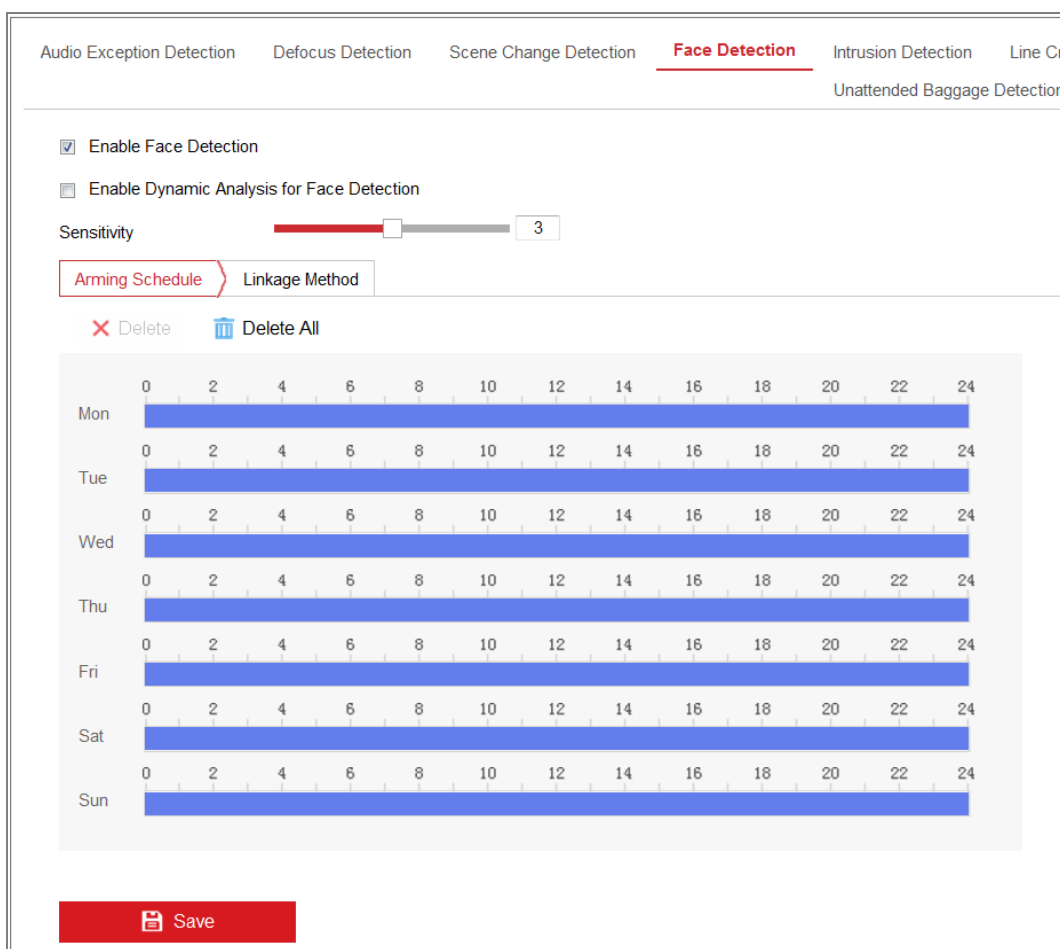 Audio Exception Detection Defocus Detection Scene Change Detection Face Detection Intrusion Detection Line Cr
Unattended Baggage Detection
Enable Face Detection
Enable Dynamic Analysis for Face Detection
Sensitivity 3
Arming Schedule Linkage Method
Delete Delete All
0 2 4 6 8 10 12 14 16 18 20 22 24
Mon
0 2 4 6 8 10 12 14 16 18 20 22 24
Tue
0 2 4 6 8 10 12 14 16 18 20 22 24
Wed
0 2 4 6 8 10 12 14 16 18 20 22 24
Thu
0 2 4 6 8 10 12 14 16 18 20 22 24
Fri
0 2 4 6 8 10 12 14 16 18 20 22 24
Sat
0 2 4 6 8 10 12 14 16 18 20 22 24
Sun
Save